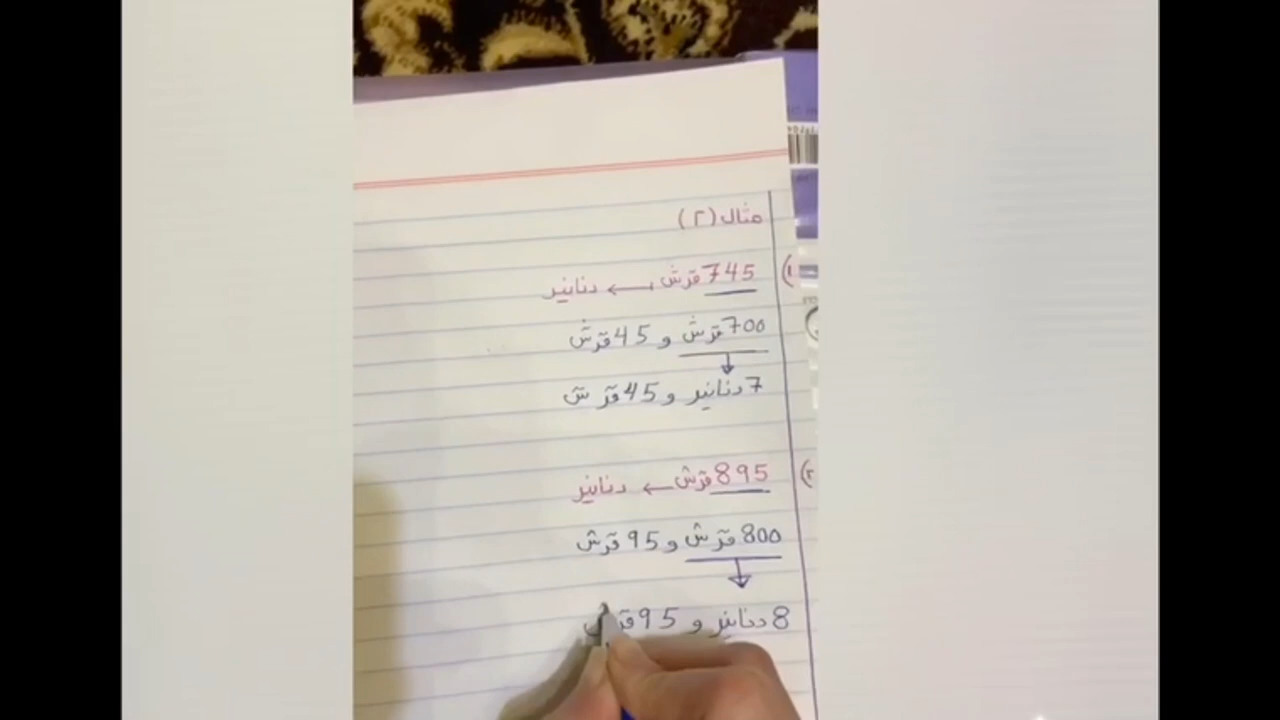 مثال (٢)
١) 745 قرش ← دنانير
700 قرش و 45 قرش
7 دنانير و 45 قرش
٢) 895 قرش ← دنانير
800 قرش و 95 قرش
8 دنانير و 95 قرش